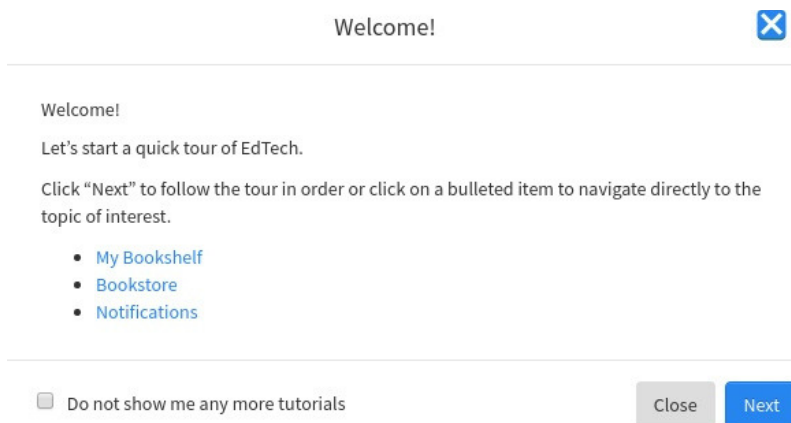 Welcome!
Welcome!
Let’s start a quick tour of EdTech.
Click “Next” to follow the tour in order or click on a bulleted item to navigate directly to the
topic of interest.
My Bookshelf
Bookstore
Notifications
Do not show me any more tutorials
Close
Next